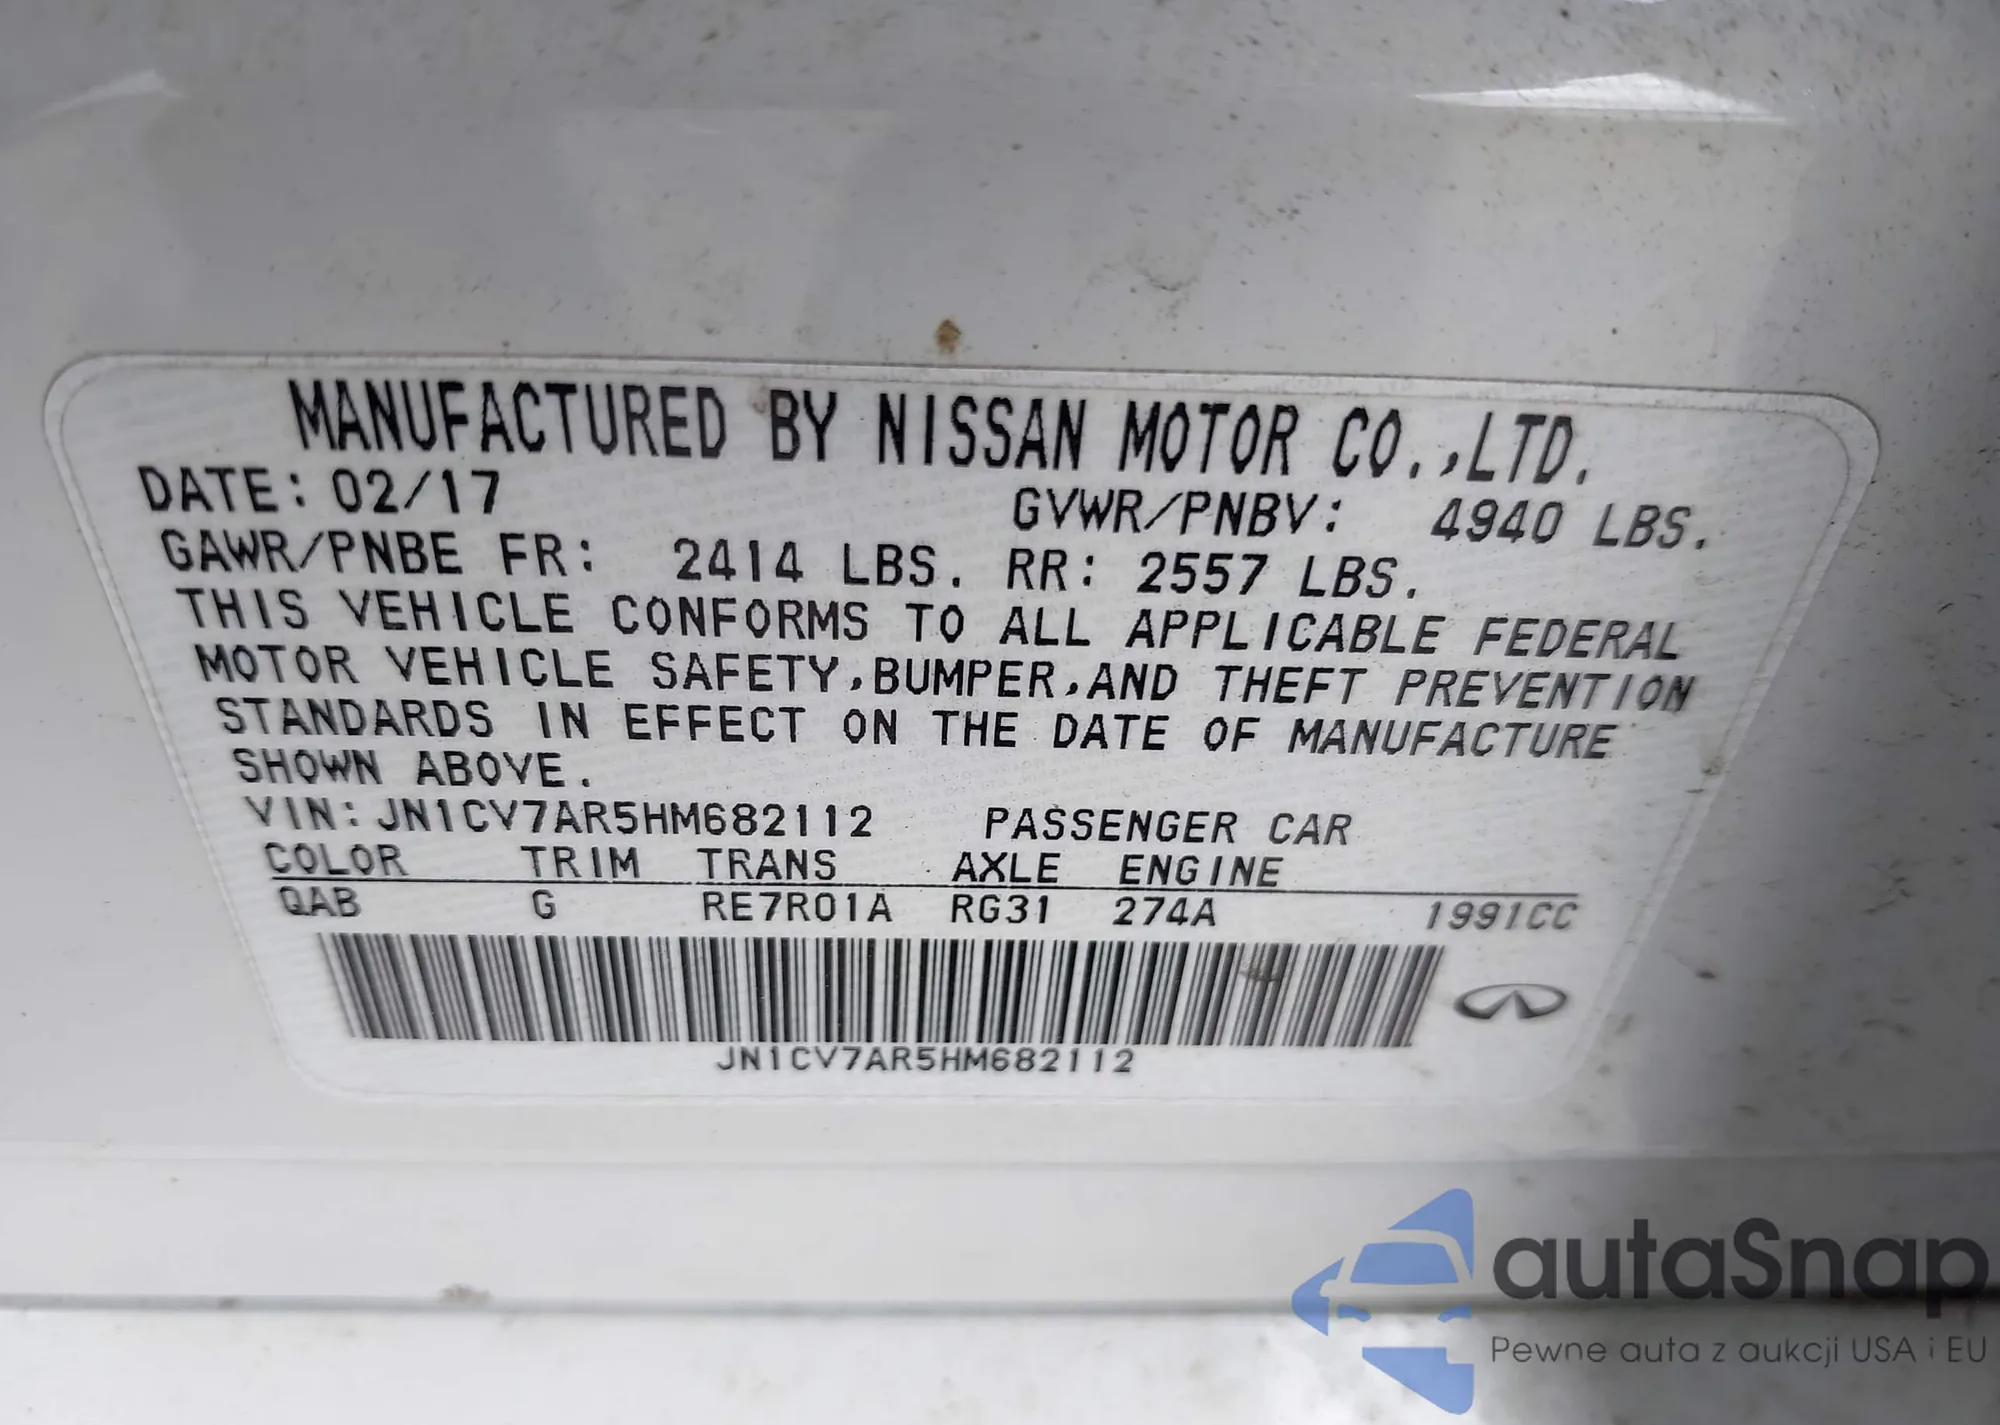 MANUFACTURED BY NISSAN MOTOR CO.,LTD.
DATE: 02/17 GVWR/PNBV: 4940 LBS.
GAWR/PNBE FR: 2414 LBS. RR: 2557 LBS.
THIS VEHICLE CONFORMS TO ALL APPLICABLE FEDERAL
MOTOR VEHICLE SAFETY,BUMPER,AND THEFT PREVENTION
STANDARDS IN EFFECT ON THE DATE OF MANUFACTURE
SHOWN ABOVE.
VIN:JN1CV7AR5HM682112 PASSENGER CAR
COLOR TRIM TRANS AXLE ENGINE
QAB G RE7R01A RG31 274A 1991CC
JN1CV7AR5HM682112
autaSnap
Pewne auta z aukcji USA i EU